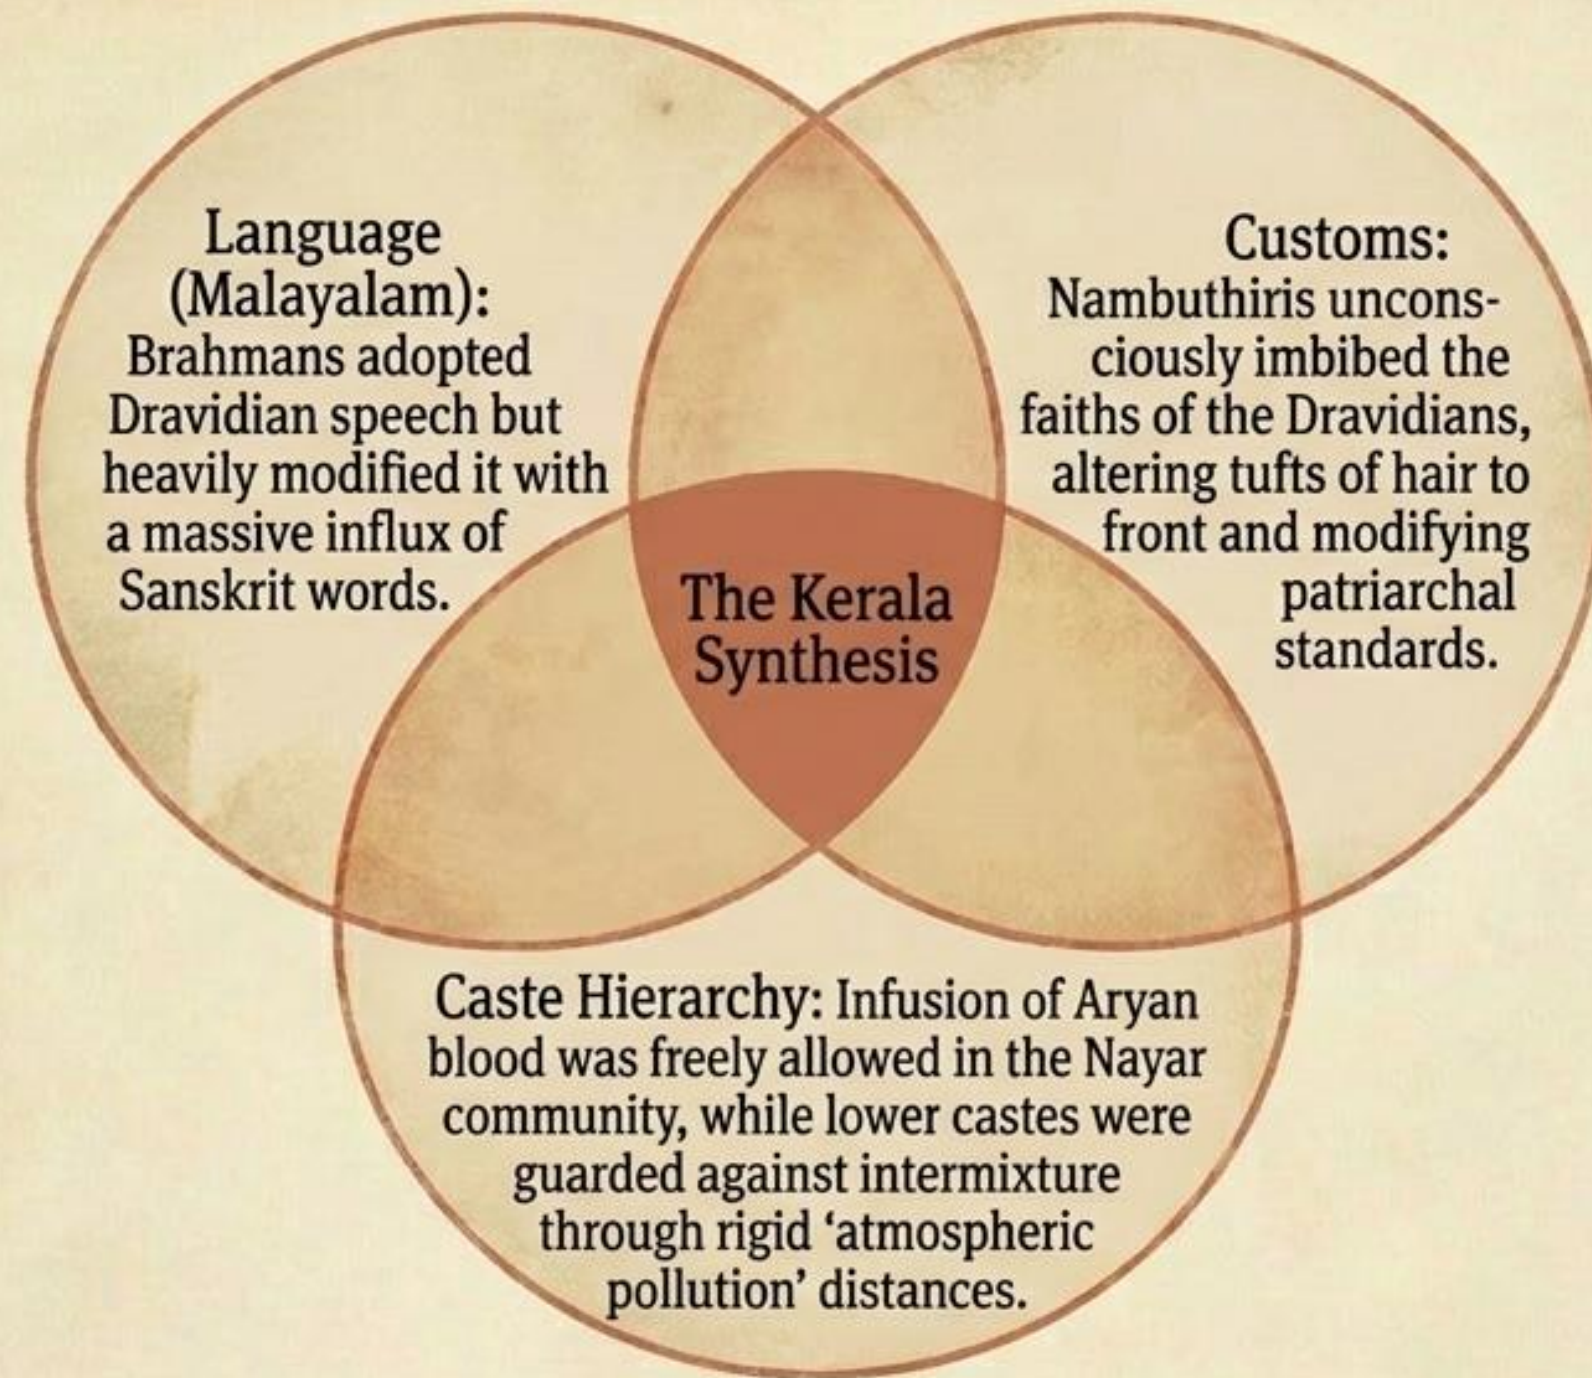 Language
(Malayalam):
Brahmans adopted
Dravidian speech but
heavily modified it with
a massive influx of
Sanskrit words.
Customs:
Nambuthiris uncons-
ciously imbibed the
faiths of the Dravidians,
altering tufts of hair to
front and modifying
patriarchal
standards.
The Kerala
Synthesis
Caste Hierarchy: Infusion of Aryan
blood was freely allowed in the Nayar
community, while lower castes were
guarded against intermixture
through rigid ‘atmospheric
pollution’ distances.